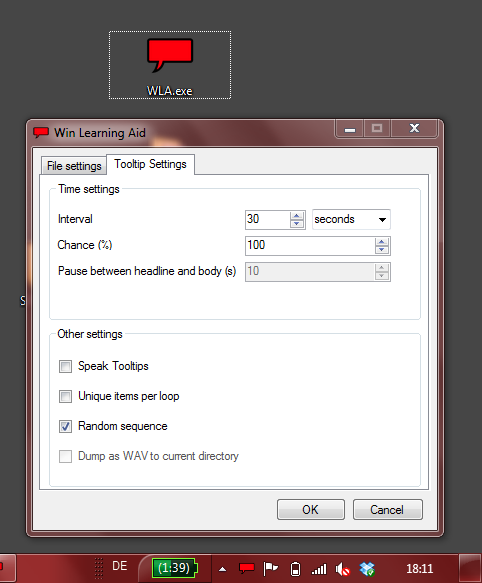 WLA.exe
Win Learning Aid
File settings
Tooltip Settings
Time settings
Interval
30
seconds
Chance (%)
100
Pause between headline and body (s)
10
S
Other settings
Speak Tooltips
Unique items per loop
Random sequence
Dump as WAV to current directory
OK
Cancel
DE
(1:39)
18:11